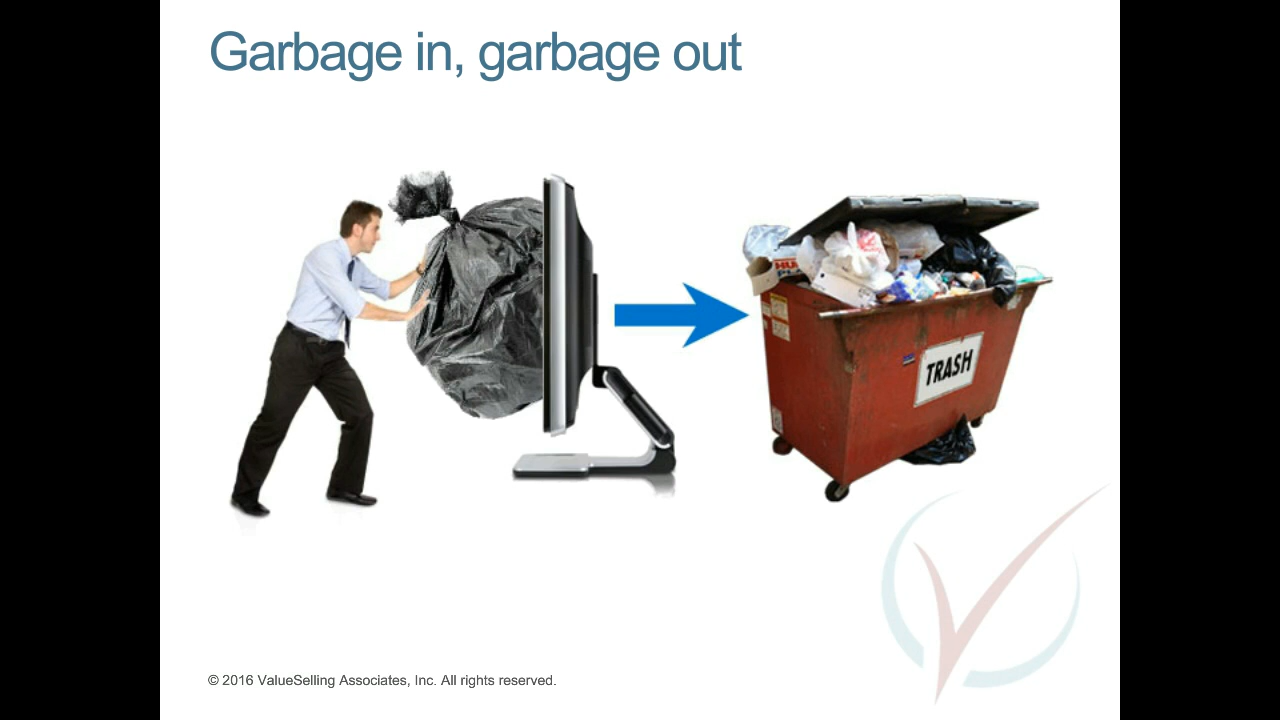 Garbage in, garbage out
TRASH
© 2016 ValueSelling Associates, Inc. All rights reserved.